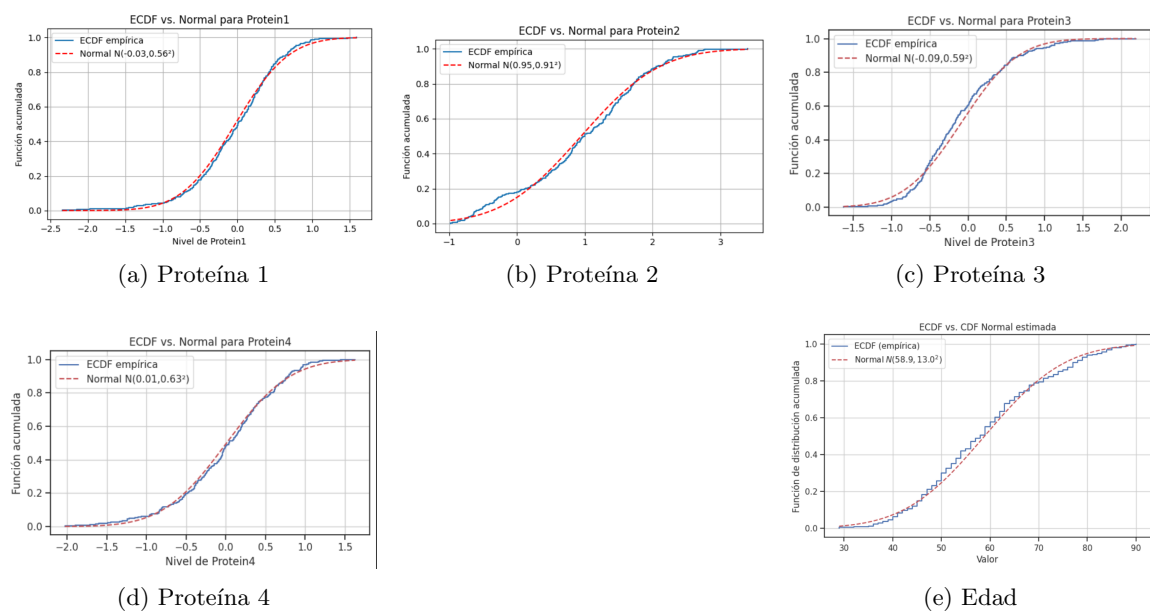 ECDF vs. Normal para Protein1
ECDF empírica
Normal N(-0.03,0.56²)
Función acumulada
1.0
0.8
0.6
0.4
0.2
0.0
−2.5 −2.0 −1.5 −1.0 −0.5 0.0 0.5 1.0 1.5
Nivel de Protein1
(a) Proteína 1
ECDF vs. Normal para Protein2
ECDF empírica
Normal N(0.95,0.91²)
Función acumulada
1.0
0.8
0.6
0.4
0.2
0.0
−1 0 1 2 3
Nivel de Protein2
(b) Proteína 2
ECDF vs. Normal para Protein3
ECDF empírica
Normal N(-0.09,0.59²)
Función acumulada
1.0
0.8
0.6
0.4
0.2
0.0
−1.5 −1.0 −0.5 0.0 0.5 1.0 1.5 2.0
Nivel de Protein3
(c) Proteína 3
ECDF vs. Normal para Protein4
ECDF empírica
Normal N(0.01,0.63²)
Función acumulada
1.0
0.8
0.6
0.4
0.2
0.0
−2.0 −1.5 −1.0 −0.5 0.0 0.5 1.0 1.5
Nivel de Protein4
(d) Proteína 4
ECDF vs. CDF Normal estimada
ECDF (empírica)
Normal N(58.9, 13.0²)
Función de distribución acumulada
1.0
0.8
0.6
0.4
0.2
0.0
30 40 50 60 70 80 90
Valor
(e) Edad